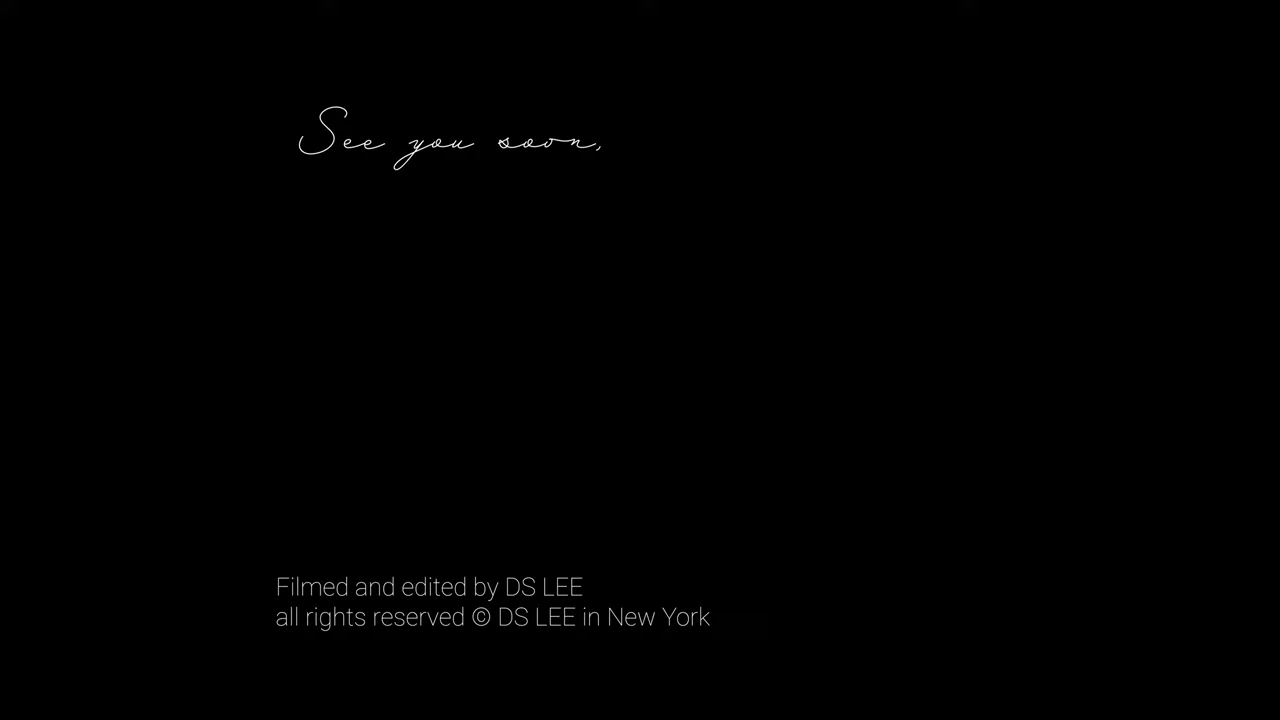 See you soon,
Filmed and edited by DS LEE
all rights reserved © DS LEE in New York